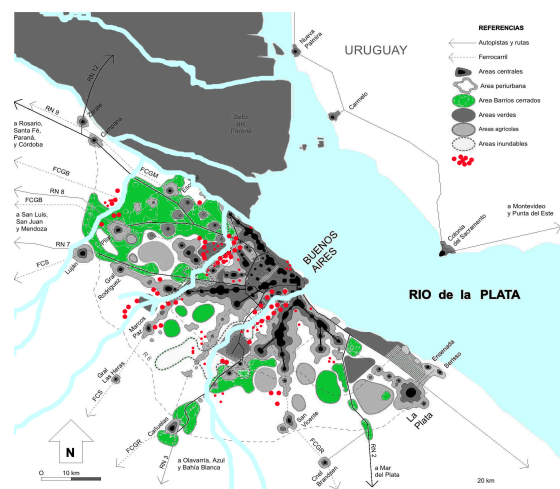 REFERENCIAS
Autopistas y rutas
Ferrocarril
Areas centrales
Area periurbana
Area Barrios cerrados
Areas verdes
Areas agrícolas
Areas inundables
URUGUAY
Nueva
Palmira
Carmelo
Colonia
del Sacramento
a Montevideo
y Punta del Este
RIO de la PLATA
BUENOS
AIRES
Delta
del
Paraná
RN 12
RN 9
Zárate
Campana
a Rosario,
Santa Fé,
Paraná,
y Córdoba
FCGB
FCGM
RN 8
FCGB
a San Luís,
San Juan
y Mendoza
RN 7
FCS
Luján
Pilar
Gral
Rodriguez
Marcos
Paz
R 6
Gral
Las Heras
FCS
Cañuelas
FCGR
RN 3
a Olavarría, Azul
y Bahía Blanca
San
Vicente
FCGR
Cnel
Brandsen
RN 2
a Mar
del Plata
La
Plata
Ensenada
Berisso
N
O
10 km
20 km